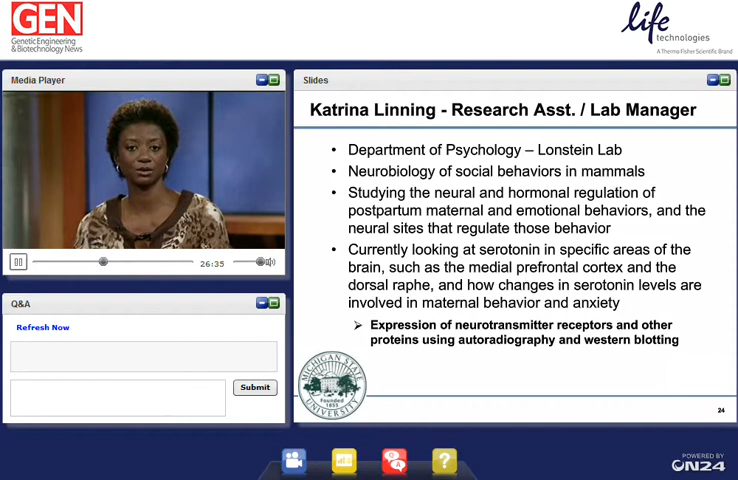 GEN
Genetic Engineering
& Biotechnology News
life
technologies
A Thermo Fisher Scientific Brand
Media Player
26:35
Q&A
Refresh Now
Submit
Slides
Katrina Linning - Research Asst. / Lab Manager
• Department of Psychology – Lonstein Lab
• Neurobiology of social behaviors in mammals
• Studying the neural and hormonal regulation of
postpartum maternal and emotional behaviors, and the
neural sites that regulate those behavior
• Currently looking at serotonin in specific areas of the
brain, such as the medial prefrontal cortex and the
dorsal raphe, and how changes in serotonin levels are
involved in maternal behavior and anxiety
➢ Expression of neurotransmitter receptors and other
proteins using autoradiography and western blotting
MICHIGAN STATE
UNIVERSITY
Founded
1855
24
Q
A
?
POWERED BY
ON24